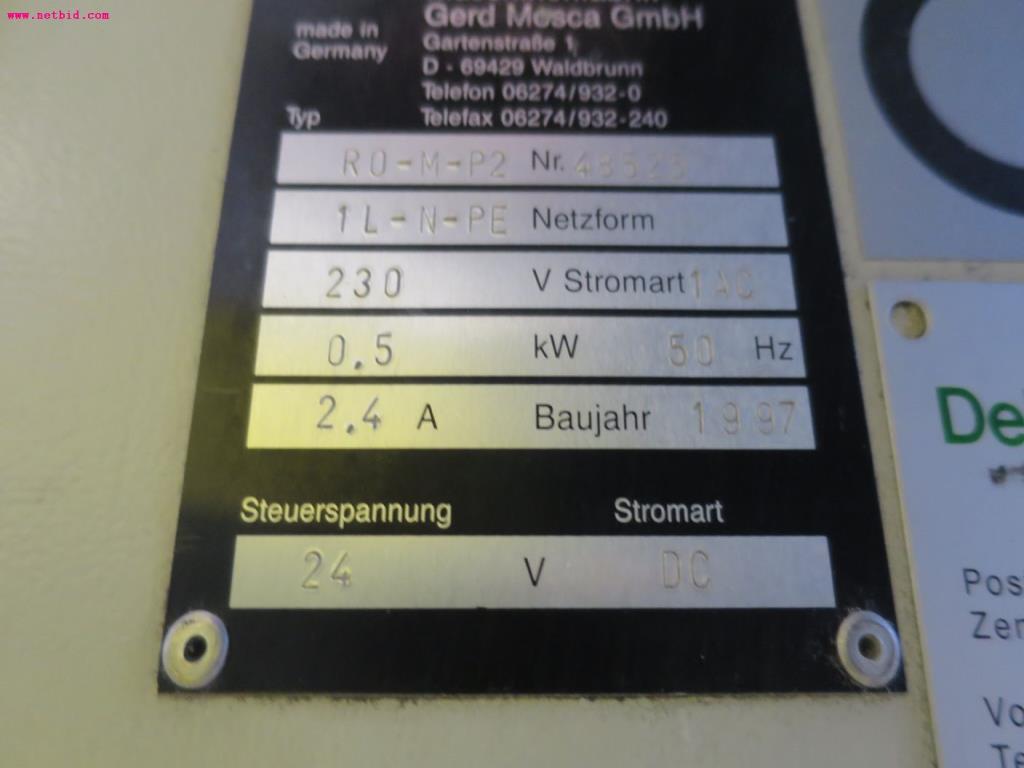 www.netbid.com
made in
Germany
Gerd Mosca GmbH
Gartenstraße 1
D - 69429 Waldbrunn
Telefon 06274/932-0
Telefax 06274/932-240
Typ
RO-M-P2 Nr.
1L-N-PE Netzform
230 V Stromart 1AC
0.5 kW 50 Hz
2.4 A Baujahr 1997
Steuerspannung Stromart
24 V DC
De
Pos
Zer
Vo
Te